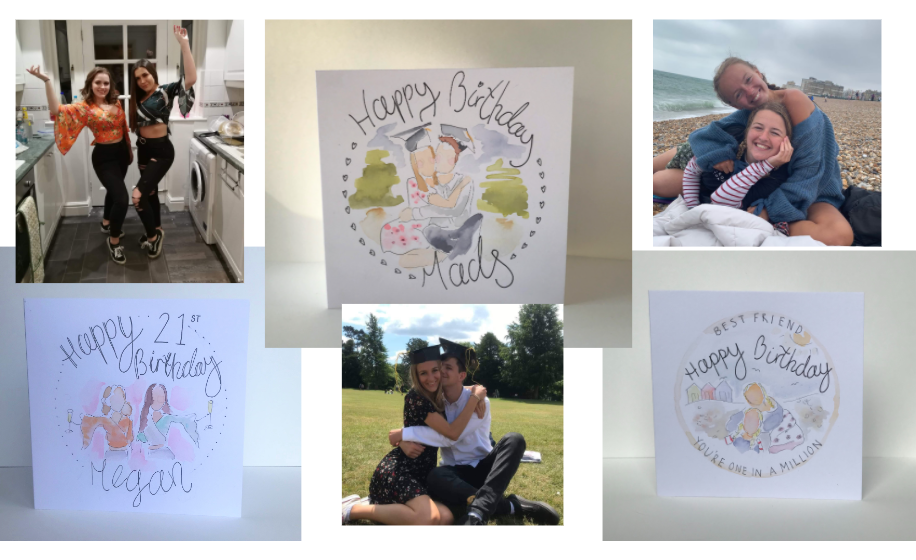 Happy Birthday
Mads
Happy 21ST
Birthday
Megan
BEST FRIEND
Happy Birthday
YOU'RE ONE IN A MILLION